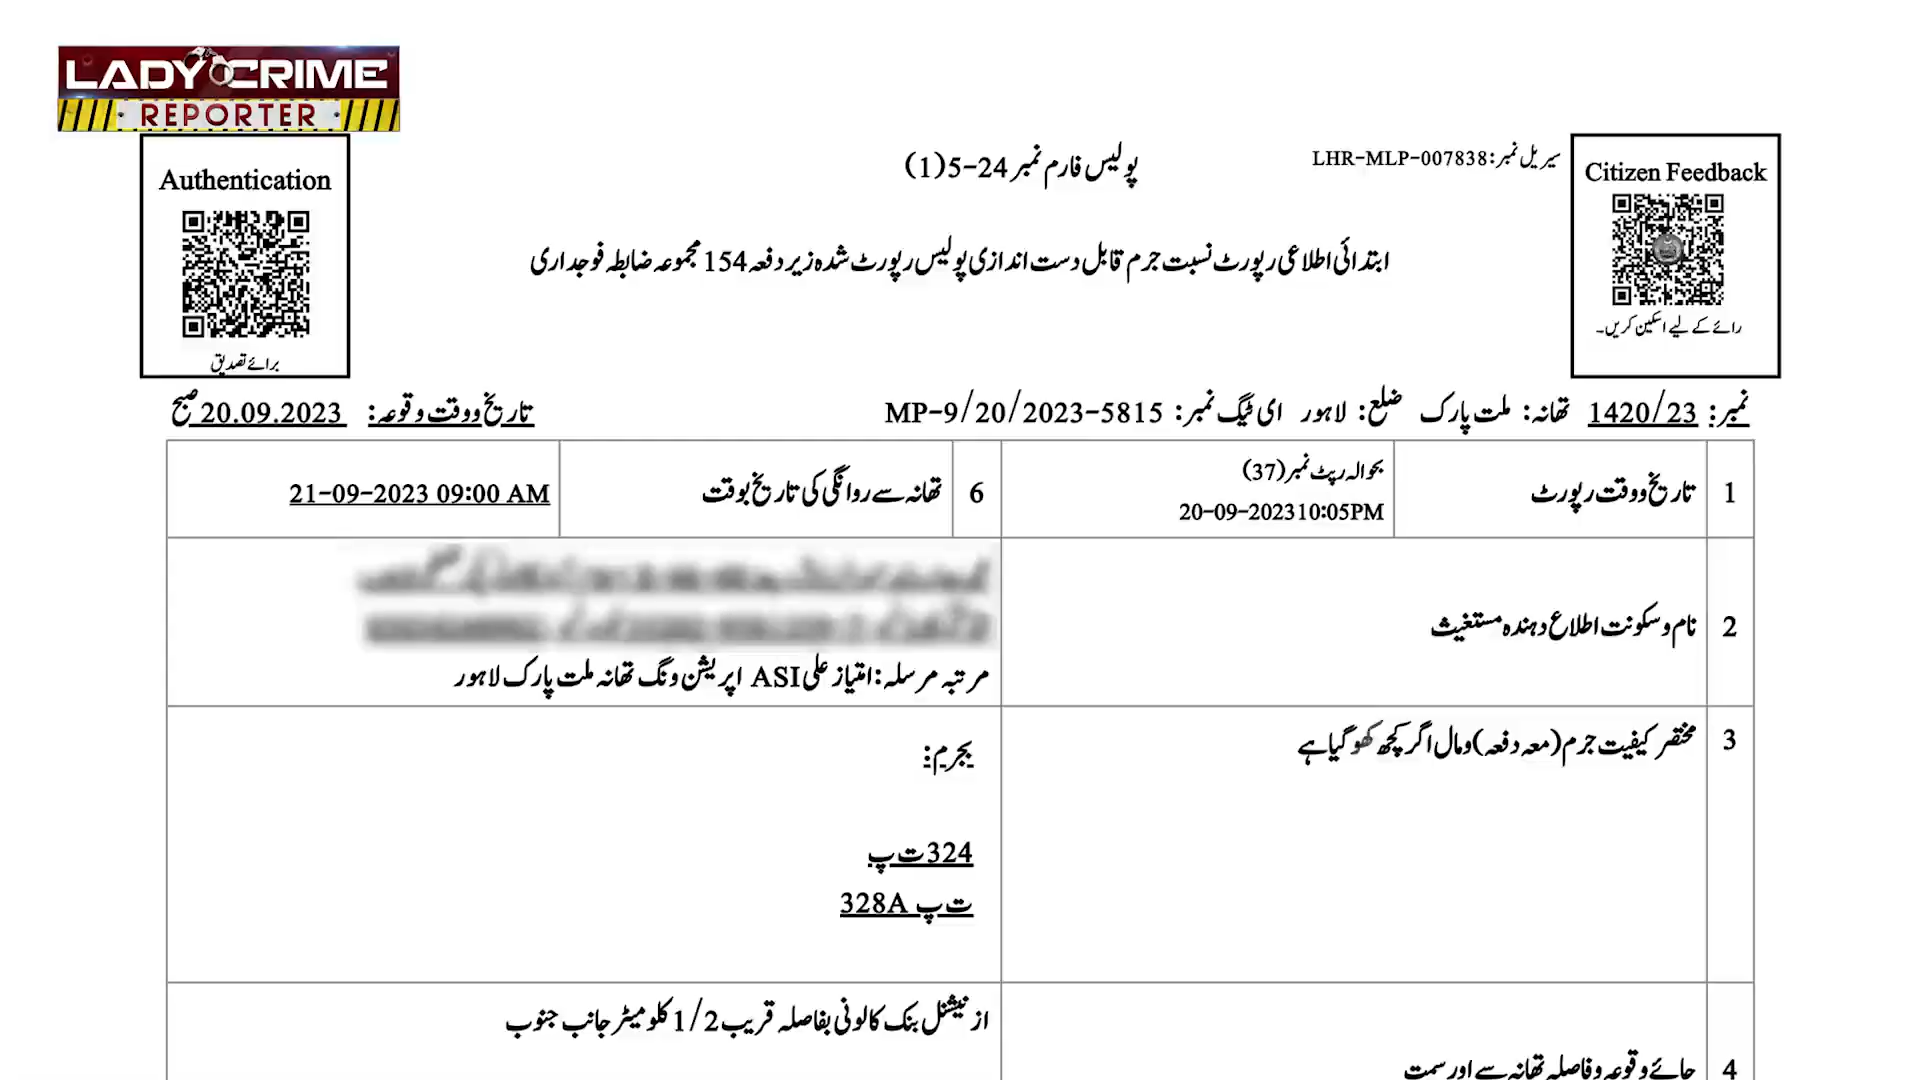 LADY CRIME
REPORTER
Authentication
برائے تصدیق
پولیس فارم نمبر 24-5(1)
سیریل نمبر: LHR-MLP-007838
Citizen Feedback
رائے کے لیے اسکین کریں۔
ابتدائی اطلاعی رپورٹ نسبت جرم قابل دست اندازی پولیس رپورٹ شدہ زیر دفعہ 154 مجموعہ ضابطہ فوجداری
نمبر: 1420/23 تھانہ: ملت پارک ضلع: لاہور ای ٹیگ نمبر: MP-9/20/2023-5815 تاریخ و وقت وقوعہ: 20.09.2023 صبح
1 تاریخ و وقت رپورٹ
بحوالہ رپٹ نمبر (37)
20-09-2023 10:05PM
6 تھانہ سے روانگی کی تاریخ بوقت
21-09-2023 09:00 AM
2 نام و سکونت اطلاع دہندہ مستغیث
مرتبہ مرسلہ: امتیاز علی ASI اپریشن ونگ تھانہ ملت پارک لاہور
3 مختصر کیفیت جرم (معہ دفعہ) و مال اگر کچھ کھو گیا ہے
بجرم:
324 ت پ
328A ت پ
4 جائے وقوعہ و فاصلہ تھانہ سے اور سمت
از نیشنل بنک کالونی بفاصلہ قریب 1/2 کلو میٹر جانب جنوب